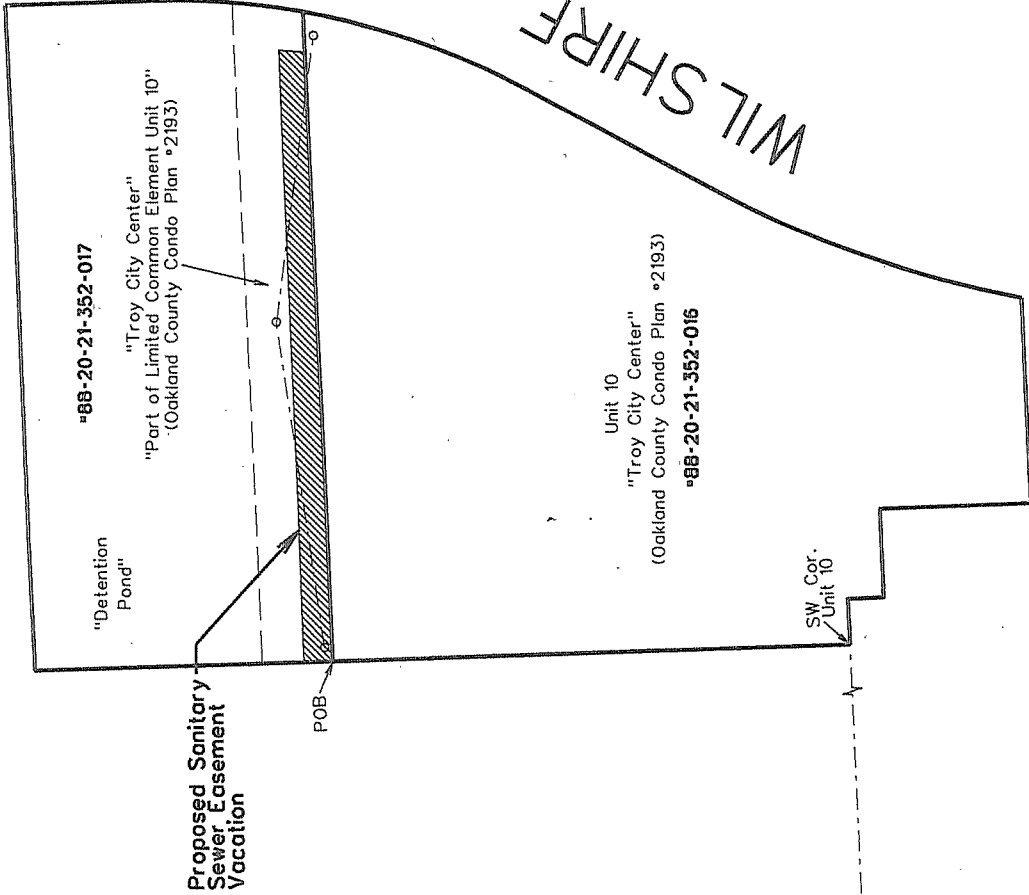 WILSHIRE
*88-20-21-352-017
"Troy City Center"
"Part of Limited Common Element Unit 10"
(Oakland County Condo Plan *2193)
"Detention
Pond"
Proposed Sanitary
Sewer Easement
Vacation
POB
Unit 10
"Troy City Center"
(Oakland County Condo Plan *2193)
*88-20-21-352-016
SW Cor.
Unit 10